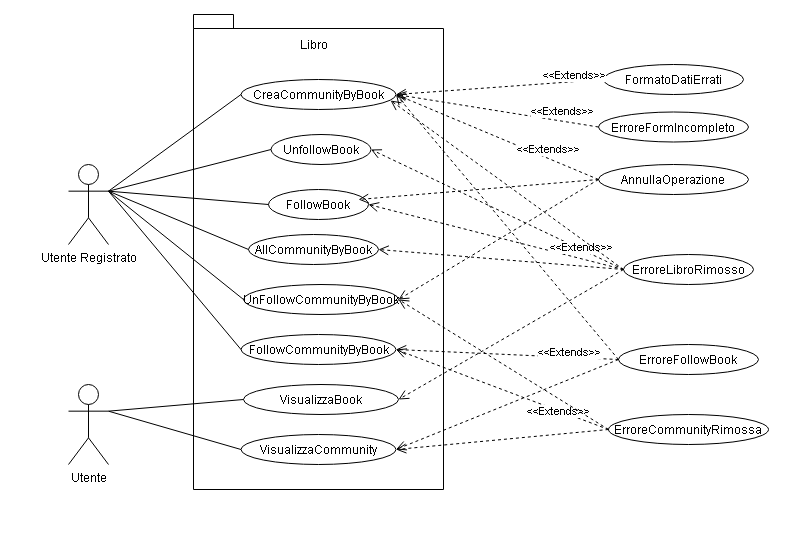 Libro
CreaCommunityByBook
<<Extends>>
FormatoDatiErrati
<<Extends>>
ErroreFormIncompleto
UnfollowBook
<<Extends>>
AnnullaOperazione
FollowBook
Utente Registrato
AllCommunityByBook
<<Extends>>
ErroreLibroRimosso
UnFollowCommunityByBook
FollowCommunityByBook
<<Extends>>
ErroreFollowBook
VisualizzaBook
<<Extends>>
ErroreCommunityRimossa
VisualizzaCommunity
Utente